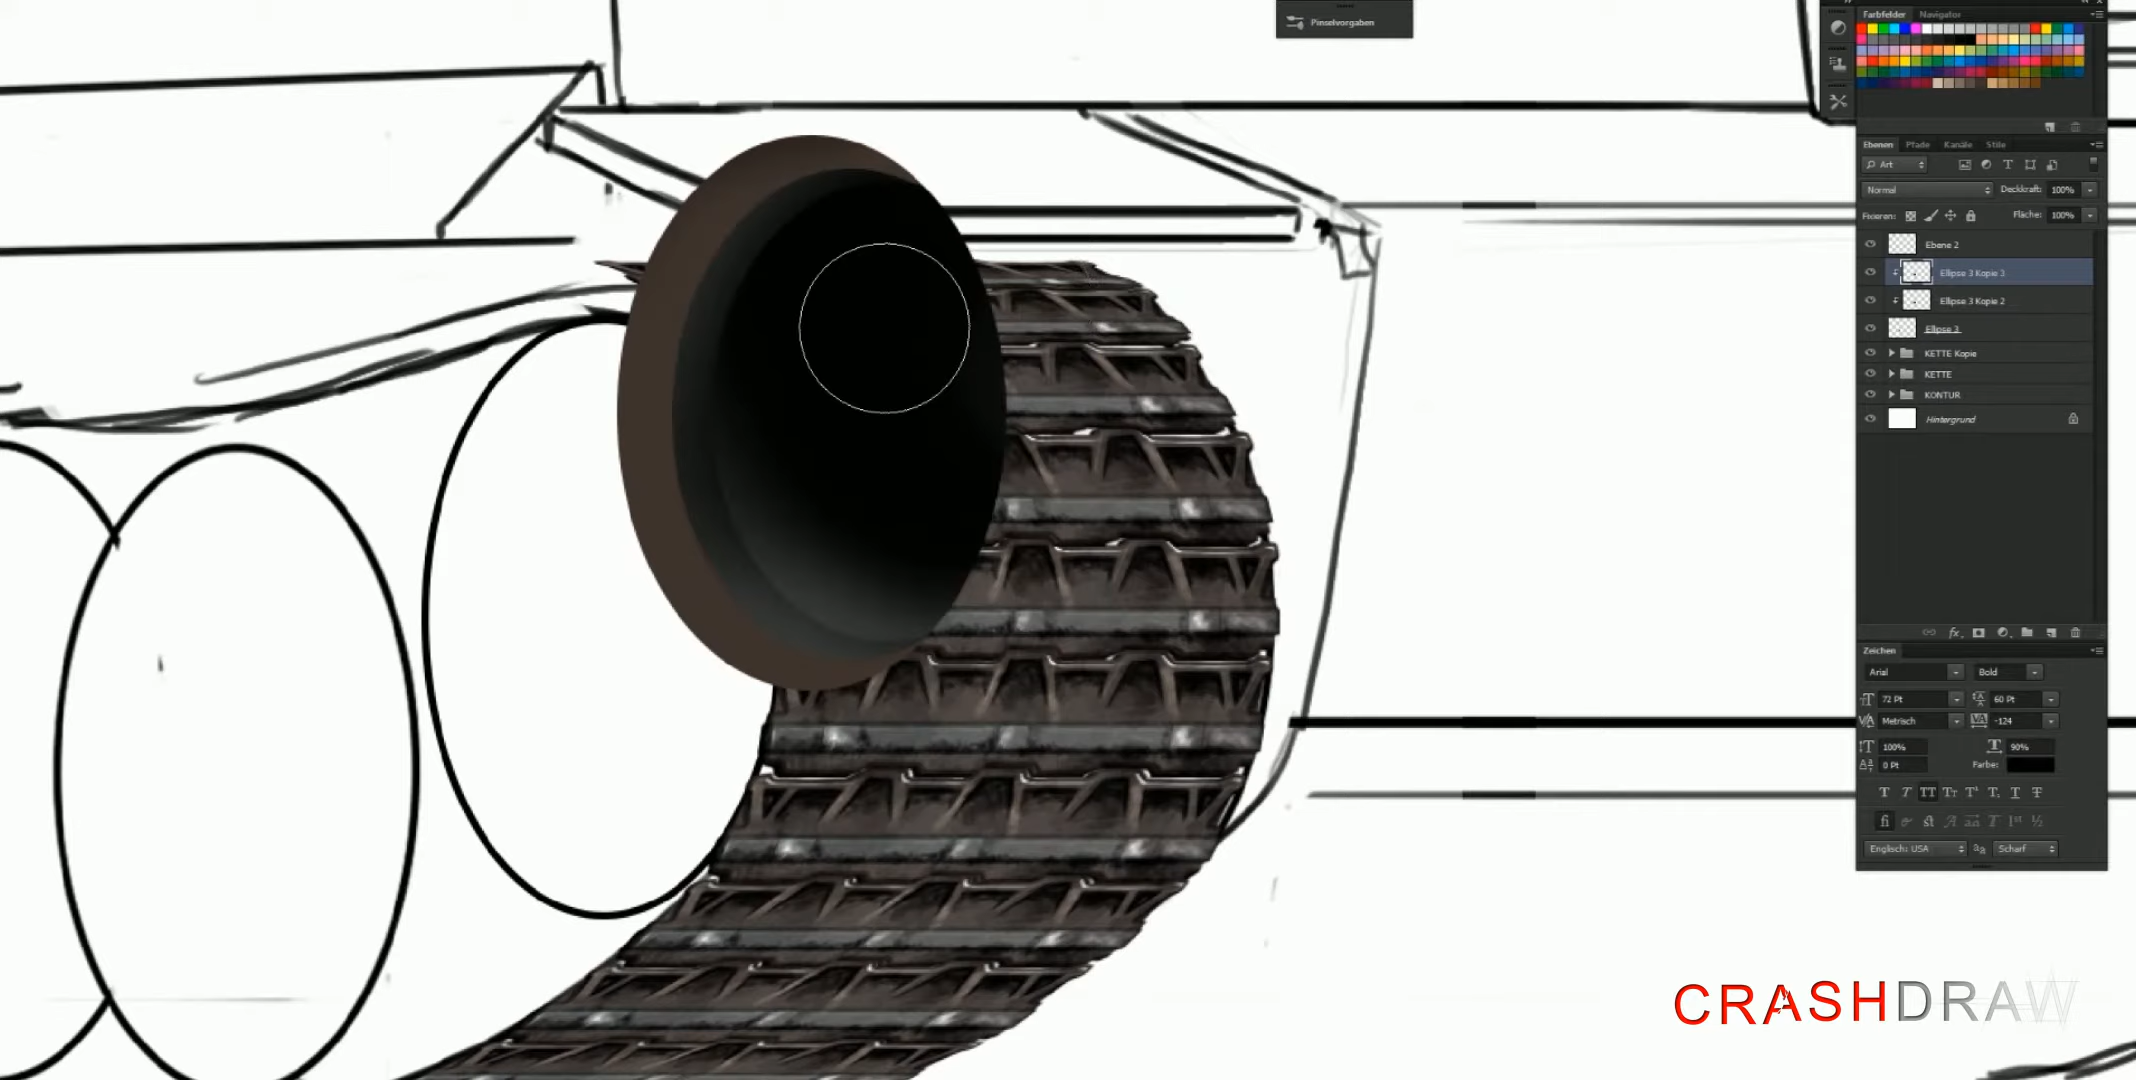 Pinselvorgaben
Farbfelder Navigator
Ebenen Pfade Kanäle Stile
Art
Normal Deckkraft: 100%
Fixieren: Fläche: 100%
Ebene 2
Ellipse 3 Kopie 3
Ellipse 3 Kopie 2
Ellipse 3
KETTE Kopie
KETTE
KONTUR
Hintergrund
fx
Zeichen
Arial Bold
72 Pt 60 Pt
Metrisch -124
100% 90%
0 Pt Farbe:
Englisch: USA Scharf
CRASHDRAW